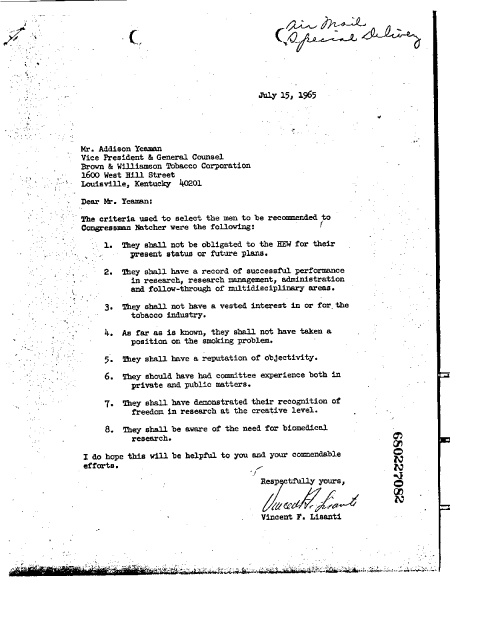 Air Mail
Special Delivery
July 15, 1965
Mr. Addison Yeaman
Vice President & General Counsel
Brown & Williamson Tobacco Corporation
1600 West Hill Street
Louisville, Kentucky 40201
Dear Mr. Yeaman:
The criteria used to select the men to be recommended to
Congressman Natcher were the following:
1. They shall not be obligated to the HEW for their
present status or future plans.
2. They shall have a record of successful performance
in research, research management, administration
and follow-through of multidisciplinary areas.
3. They shall not have a vested interest in or for the
tobacco industry.
4. As far as is known, they shall not have taken a
position on the smoking problem.
5. They shall have a reputation of objectivity.
6. They should have had committee experience both in
private and public matters.
7. They shall have demonstrated their recognition of
freedom in research at the creative level.
8. They shall be aware of the need for biomedical
research.
I do hope this will be helpful to you and your commendable
efforts.
Respectfully yours,
Vincent F. Lisanti
Vincent F. Lisanti
680227082